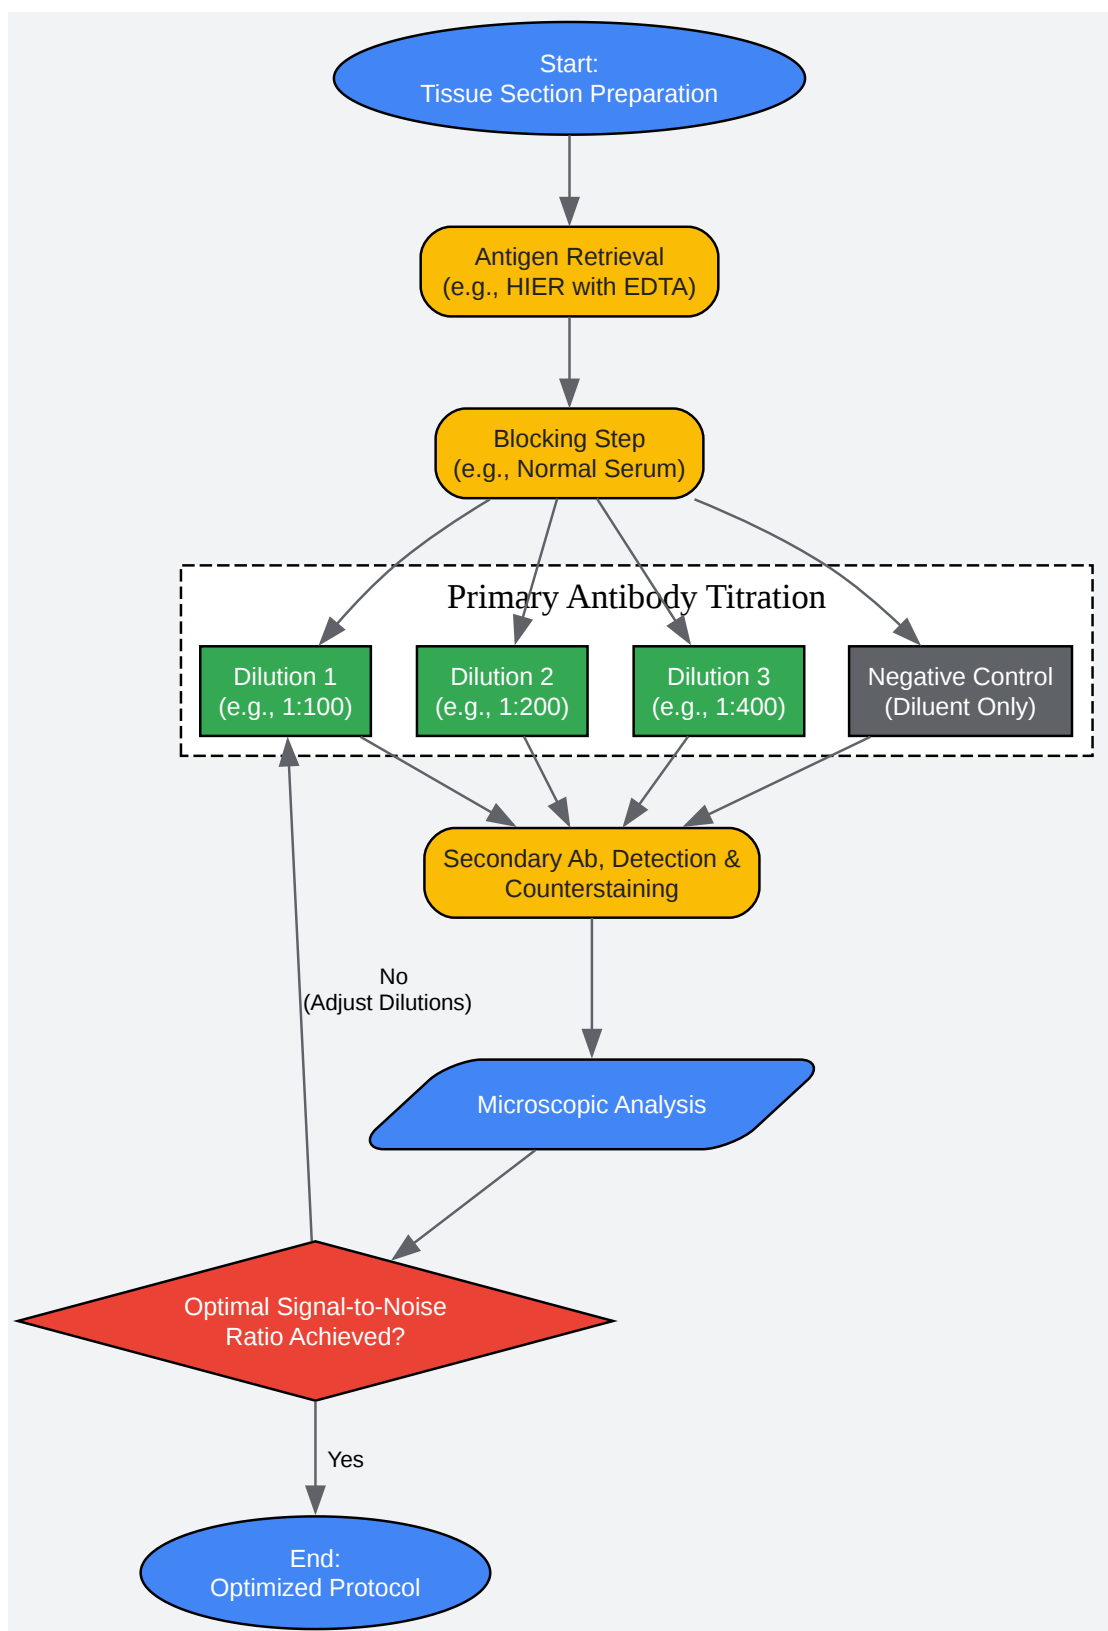 Start:
Tissue Section Preparation
Antigen Retrieval
(e.g., HIER with EDTA)
Blocking Step
(e.g., Normal Serum)
Primary Antibody Titration
Dilution 1
(e.g., 1:100)
Dilution 2
(e.g., 1:200)
Dilution 3
(e.g., 1:400)
Negative Control
(Diluent Only)
Secondary Ab, Detection &
Counterstaining
No
(Adjust Dilutions)
Microscopic Analysis
Optimal Signal-to-Noise
Ratio Achieved?
Yes
End:
Optimized Protocol